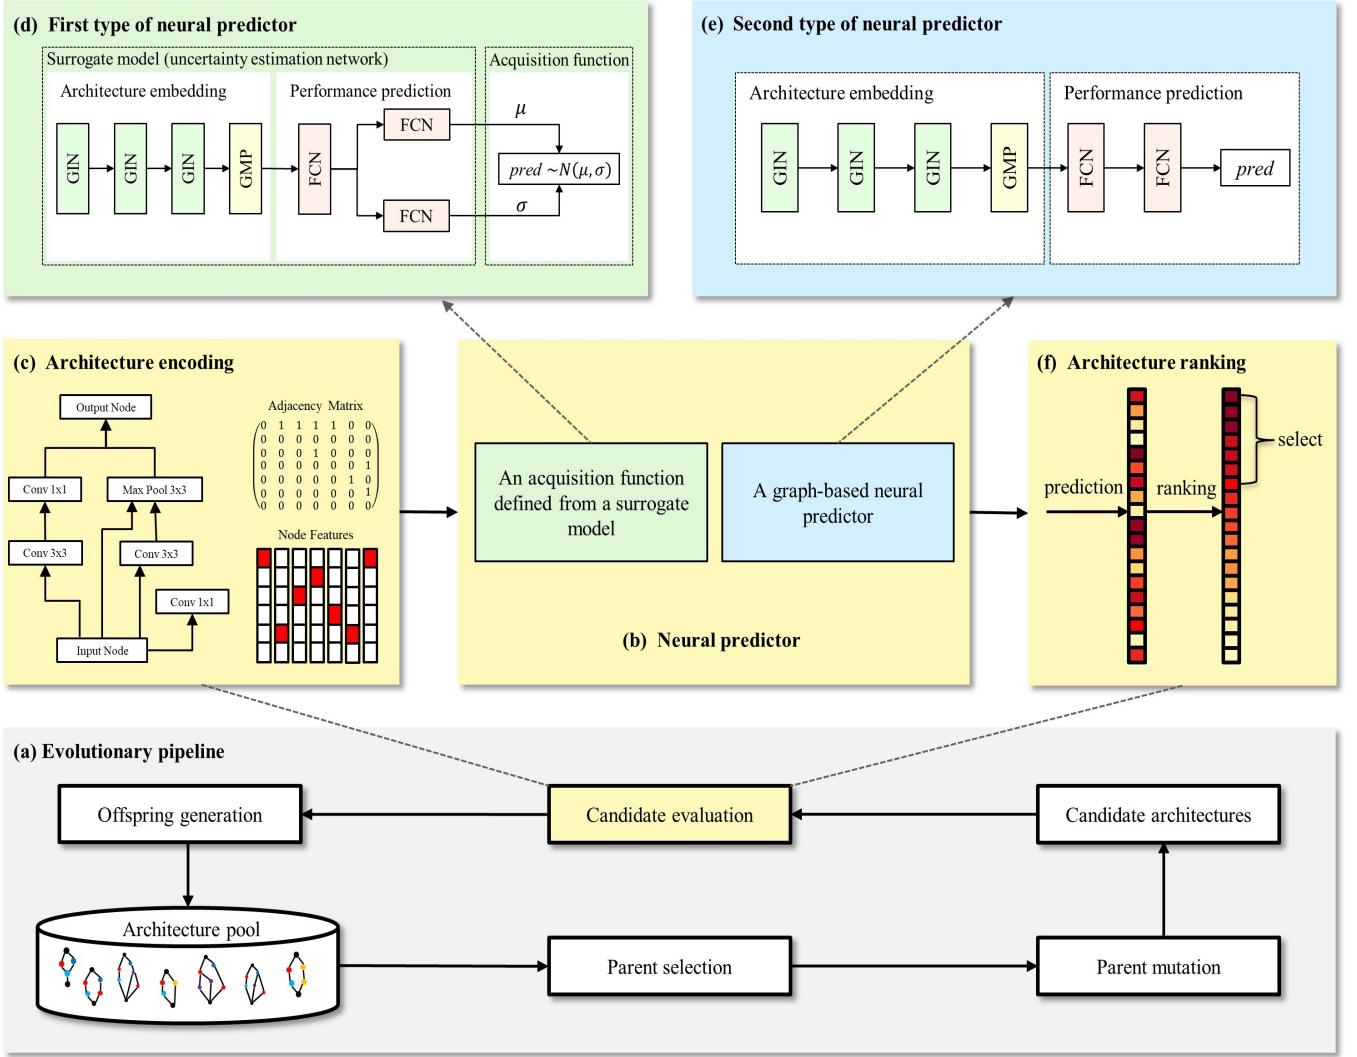 (d) First type of neural predictor
Surrogate model (uncertainty estimation network)
Acquisition function
Architecture embedding
Performance prediction
GIN
GIN
GIN
GMP
FCN
FCN
FCN
μ
σ
pred ~N(μ,σ)
(e) Second type of neural predictor
Architecture embedding
Performance prediction
GIN
GIN
GIN
GMP
FCN
FCN
pred
(c) Architecture encoding
Output Node
Conv 1x1
Max Pool 3x3
Conv 3x3
Conv 3x3
Conv 1x1
Input Node
Adjacency Matrix
0 1 1 1 1 0 0
0 0 0 0 0 0 0
0 0 0 1 0 0 0
0 0 0 0 0 0 1
0 0 0 0 0 1 0
0 0 0 0 0 0 1
0 0 0 0 0 0 0
Node Features
An acquisition function
defined from a surrogate
model
A graph-based neural
predictor
(b) Neural predictor
(f) Architecture ranking
prediction
ranking
select
(a) Evolutionary pipeline
Offspring generation
Candidate evaluation
Candidate architectures
Architecture pool
Parent selection
Parent mutation